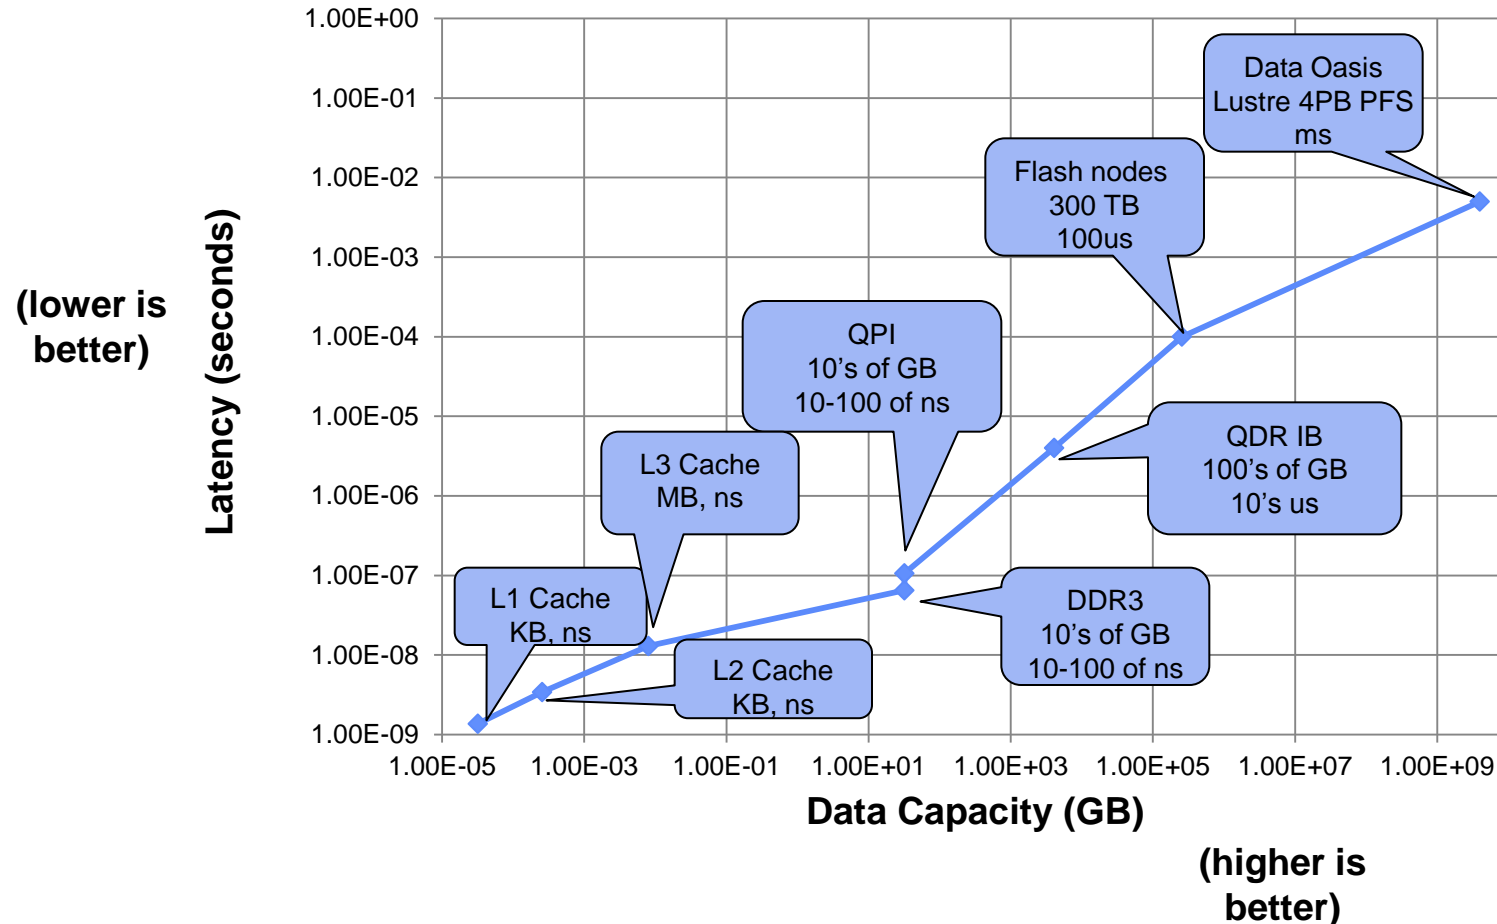 1.00E+00
1.00E-01
1.00E-02
1.00E-03
1.00E-04
1.00E-05
1.00E-06
1.00E-07
1.00E-08
1.00E-09
(lower is
better)
Latency (seconds)
Data Oasis
Lustre 4PB PFS
ms
Flash nodes
300 TB
100us
QPI
10’s of GB
10-100 of ns
QDR IB
100’s of GB
10’s us
L3 Cache
MB, ns
L1 Cache
KB, ns
DDR3
10’s of GB
10-100 of ns
L2 Cache
KB, ns
1.00E-05 1.00E-03 1.00E-01 1.00E+01 1.00E+03 1.00E+05 1.00E+07 1.00E+09
Data Capacity (GB)
(higher is
better)